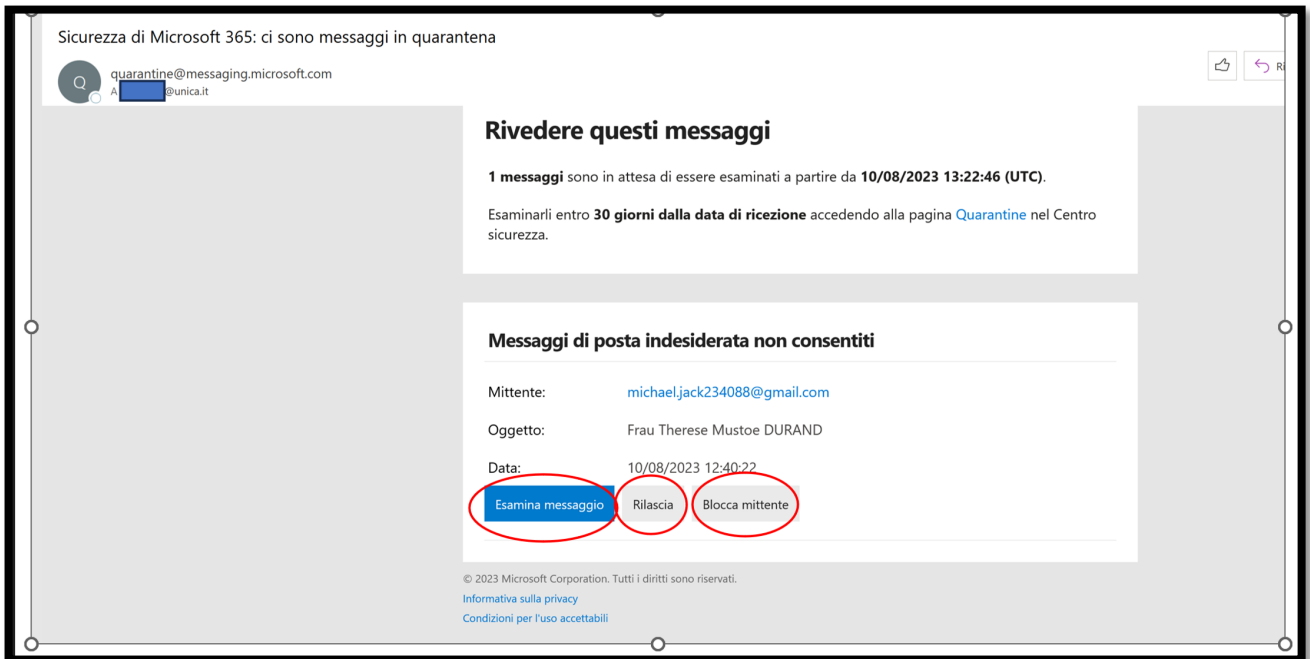 Sicurezza di Microsoft 365: ci sono messaggi in quarantena
Q
quarantine@messaging.microsoft.com
A @unica.it
Ri
Rivedere questi messaggi
1 messaggi sono in attesa di essere esaminati a partire da 10/08/2023 13:22:46 (UTC).
Esaminarli entro 30 giorni dalla data di ricezione accedendo alla pagina Quarantine nel Centro
sicurezza.
Messaggi di posta indesiderata non consentiti
Mittente: michael.jack234088@gmail.com
Oggetto: Frau Therese Mustoe DURAND
Data: 10/08/2023 12:40:22
Esamina messaggio Rilascia Blocca mittente
© 2023 Microsoft Corporation. Tutti i diritti sono riservati.
Informativa sulla privacy
Condizioni per l'uso accettabili